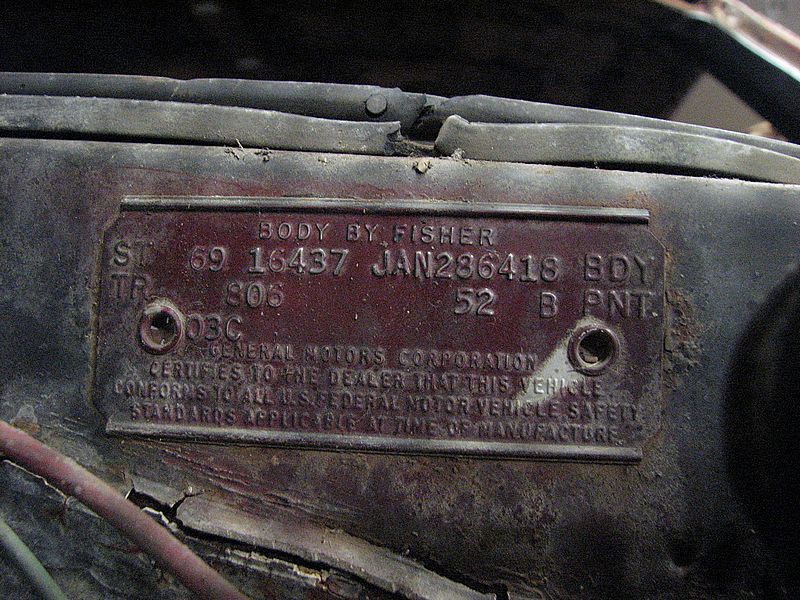 BODY BY FISHER
ST 69 16437 JAN286418 BDY
TR 806 52 B PNT.
03C
GENERAL MOTORS CORPORATION
CERTIFIES TO THE DEALER THAT THIS VEHICLE
CONFORMS TO ALL U.S. FEDERAL MOTOR VEHICLE SAFETY
STANDARDS APPLICABLE AT TIME OF MANUFACTURE